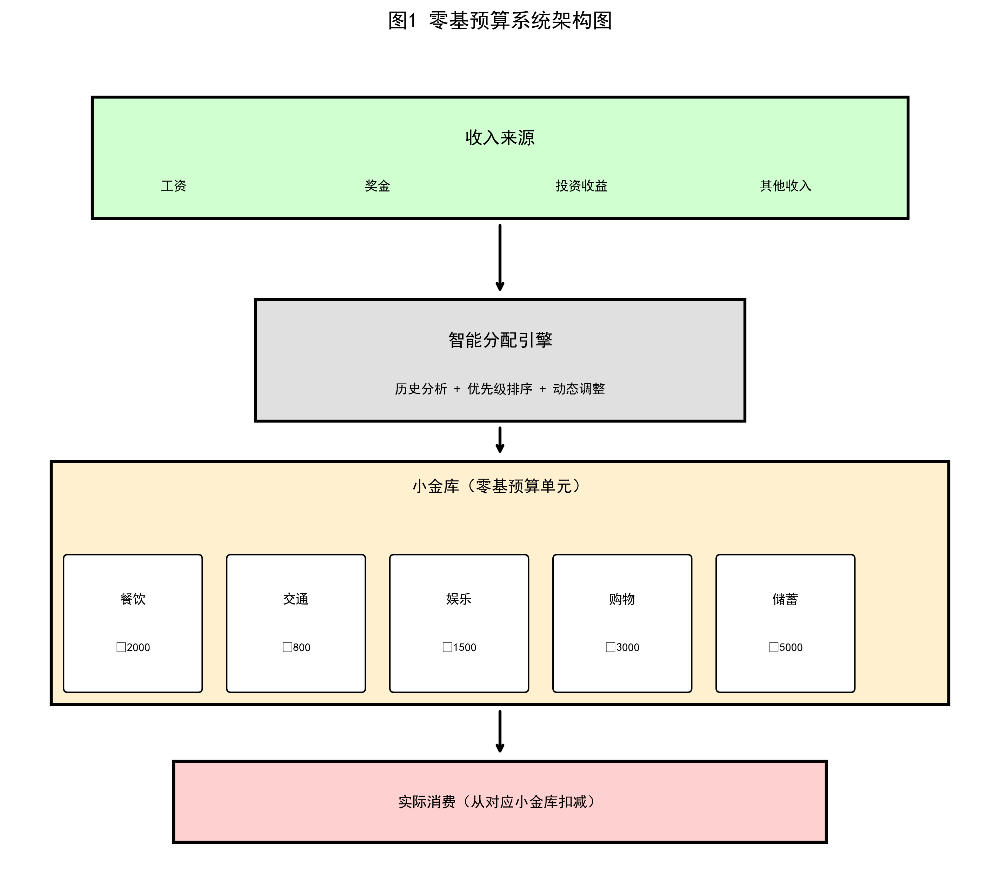 图1 零基预算系统架构图
收入来源
工资 奖金 投资收益 其他收入
智能分配引擎
历史分析 + 优先级排序 + 动态调整
小金库（零基预算单元）
餐饮 交通 娱乐 购物 储蓄
□2000 □800 □1500 □3000 □5000
实际消费（从对应小金库扣减）